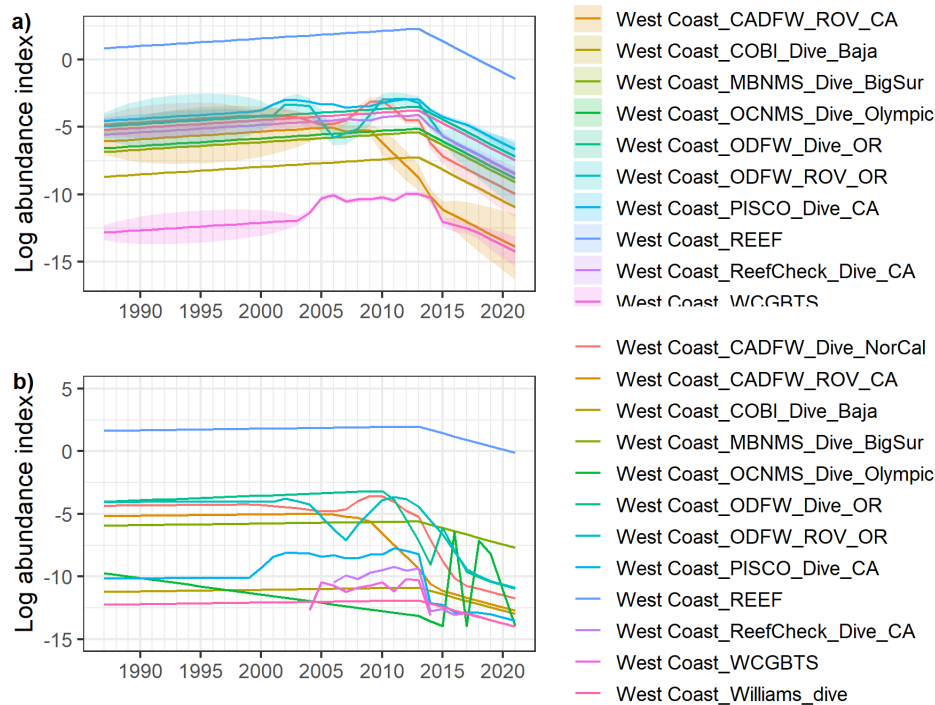 a)
Log abundance index
0
-5
-10
-15
1990 1995 2000 2005 2010 2015 2020
West Coast_CADFW_ROV_CA
West Coast_COBI_Dive_Baja
West Coast_MBNMS_Dive_BigSur
West Coast_OCNMS_Dive_Olympic
West Coast_ODFW_Dive_OR
West Coast_ODFW_ROV_OR
West Coast_PISCO_Dive_CA
West Coast_REEF
West Coast_ReefCheck_Dive_CA
West Coast_WCGBTS
b)
Log abundance index
5
0
-5
-10
-15
1990 1995 2000 2005 2010 2015 2020
West Coast_CADFW_Dive_NorCal
West Coast_CADFW_ROV_CA
West Coast_COBI_Dive_Baja
West Coast_MBNMS_Dive_BigSur
West Coast_OCNMS_Dive_Olympic
West Coast_ODFW_Dive_OR
West Coast_ODFW_ROV_OR
West Coast_PISCO_Dive_CA
West Coast_REEF
West Coast_ReefCheck_Dive_CA
West Coast_WCGBTS
West Coast_Williams_dive